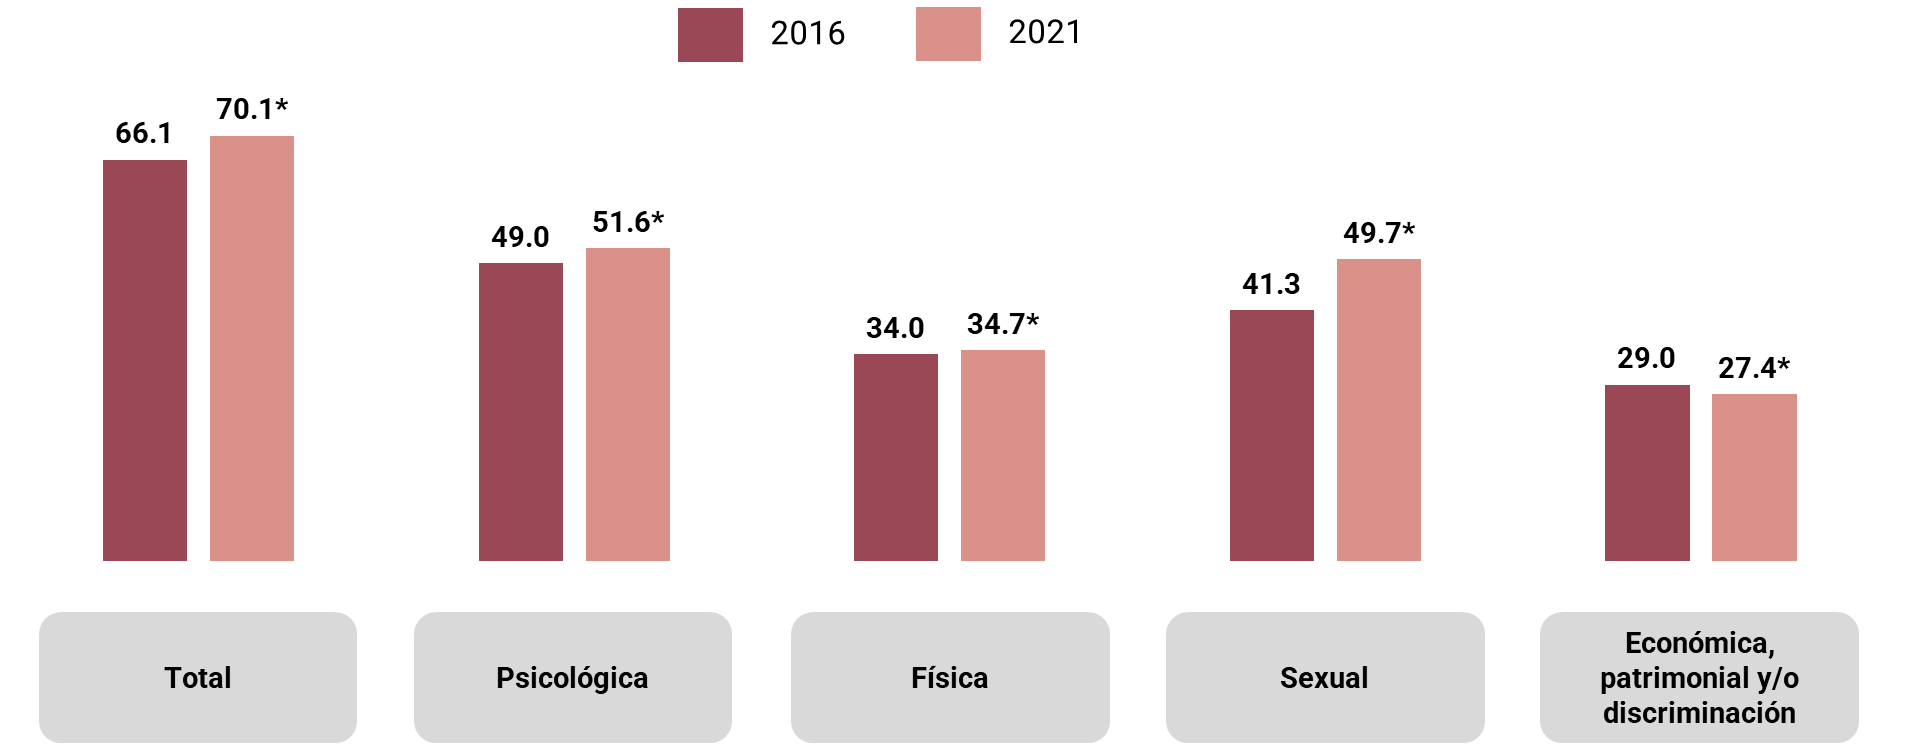 2016 2021
66.1 70.1*
49.0 51.6*
34.0 34.7*
41.3 49.7*
29.0 27.4*
Total
Psicológica
Física
Sexual
Económica,
patrimonial y/o
discriminación